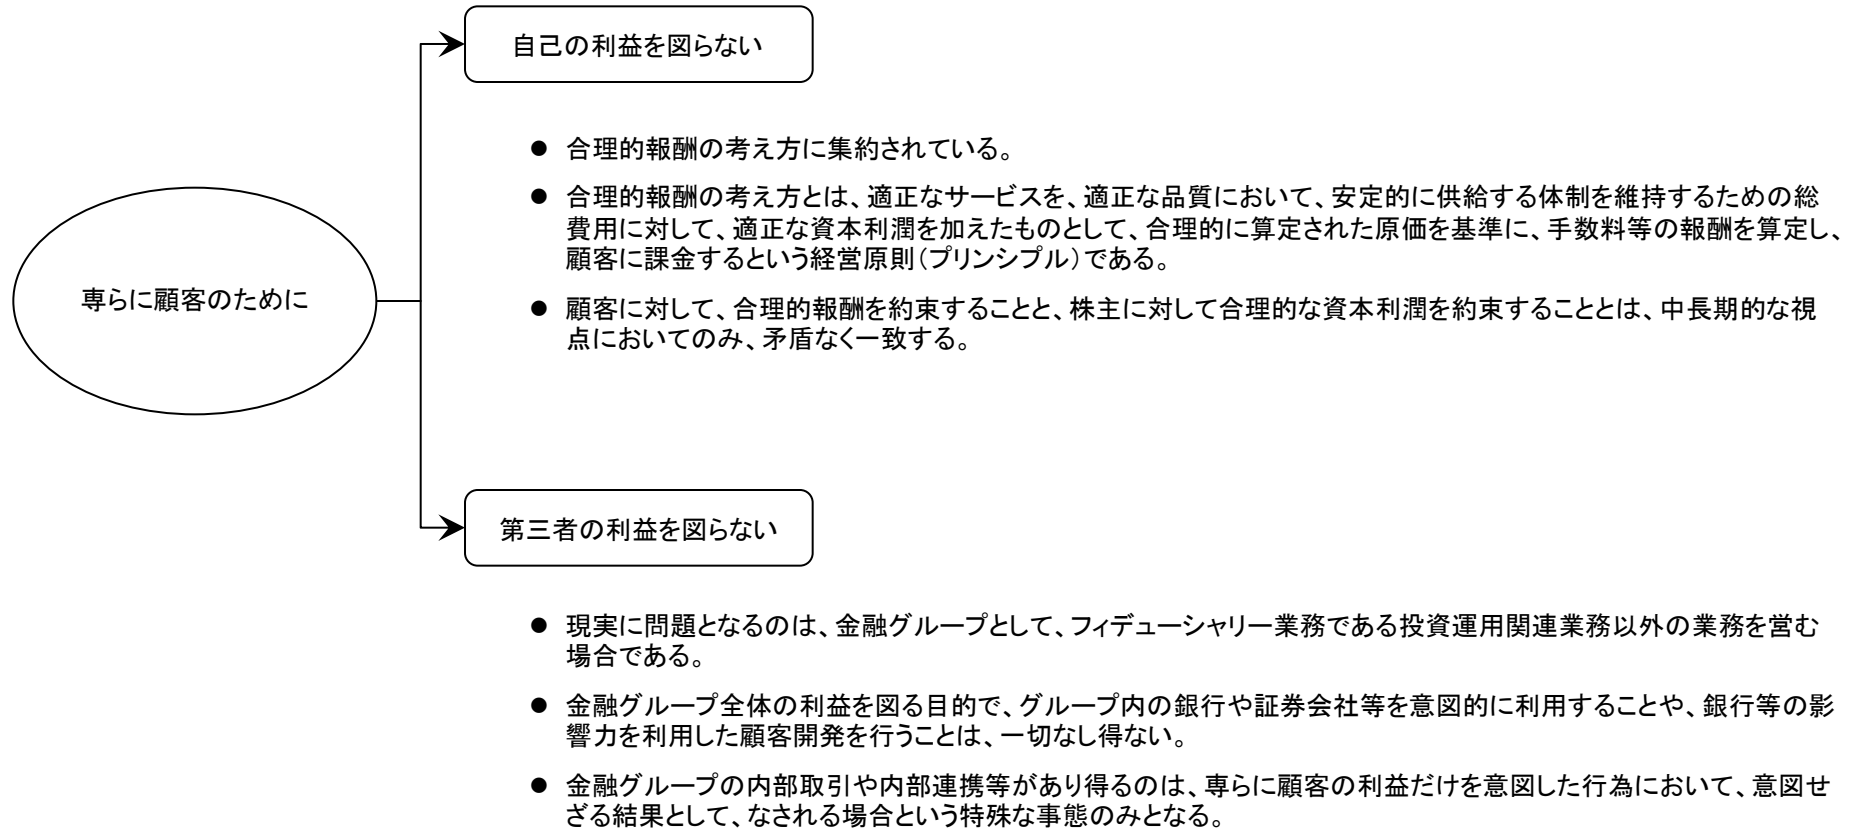 自己の利益を図らない
● 合理的報酬の考え方に集約されている。
● 合理的報酬の考え方とは、適正なサービスを、適正な品質において、安定的に供給する体制を維持するための総
費用に対して、適正な資本利潤を加えたものとして、合理的に算定された原価を基準に、手数料等の報酬を算定し、
顧客に課金するという経営原則（プリンシプル）である。
専らに顧客のために
● 顧客に対して、合理的報酬を約束することと、株主に対して合理的な資本利潤を約束することとは、中長期的な視
点においてのみ、矛盾なく一致する。
第三者の利益を図らない
● 現実に問題となるのは、金融グループとして、フィデューシャリー業務である投資運用関連業務以外の業務を営む
場合である。
● 金融グループ全体の利益を図る目的で、グループ内の銀行や証券会社等を意図的に利用することや、銀行等の影
響力を利用した顧客開発を行うことは、一切なし得ない。
● 金融グループの内部取引や内部連携等があり得るのは、専らに顧客の利益だけを意図した行為において、意図せ
ざる結果として、なされる場合という特殊な事態のみとなる。